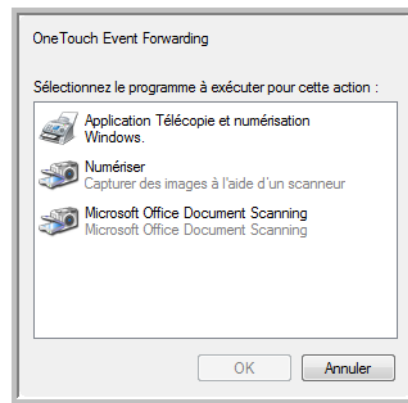 OneTouch Event Forwarding
Sélectionnez le programme à exécuter pour cette action :
Application Télécopie et numérisation
Windows.
Numériser
Capturer des images à l'aide d'un scanneur
Microsoft Office Document Scanning
Microsoft Office Document Scanning
OK
Annuler